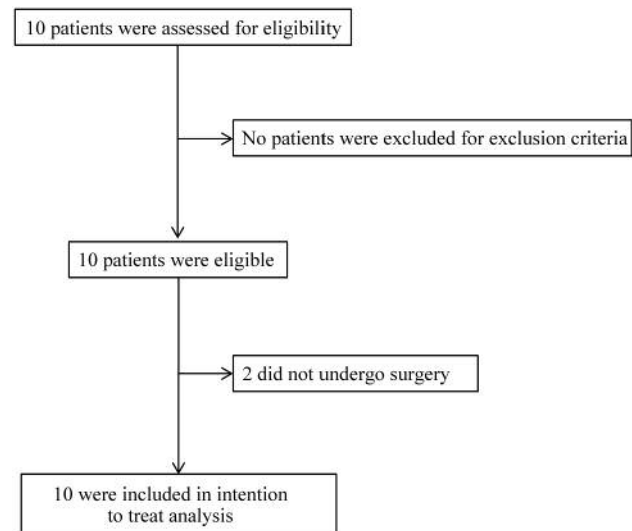 10 patients were assessed for eligibility
No patients were excluded for exclusion criteria
10 patients were eligible
2 did not undergo surgery
10 were included in intention
to treat analysis